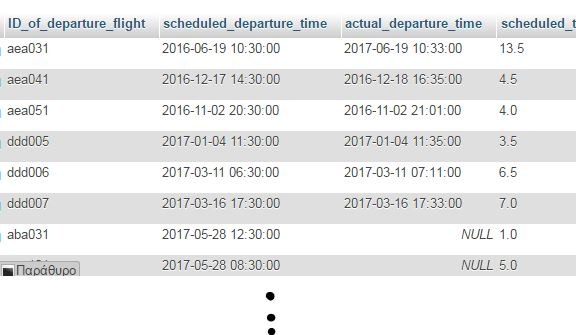 ID_of_departure_flight scheduled_departure_time actual_departure_time scheduled_t
aea031 2016-06-19 10:30:00 2017-06-19 10:33:00 13.5
aea041 2016-12-17 14:30:00 2016-12-18 16:35:00 4.5
aea051 2016-11-02 20:30:00 2016-11-02 21:01:00 4.0
ddd005 2017-01-04 11:30:00 2017-01-04 11:35:00 3.5
ddd006 2017-03-11 06:30:00 2017-03-11 07:11:00 6.5
ddd007 2017-03-16 17:30:00 2017-03-16 17:33:00 7.0
aba031 2017-05-28 12:30:00 NULL 1.0
2017-05-28 08:30:00 NULL 5.0
Παράθυρο